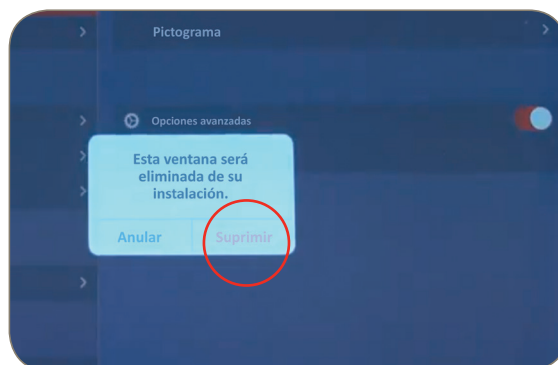 Pictograma
Opciones avanzadas
Esta ventana será
eliminada de su
instalación.
Anular
Suprimir